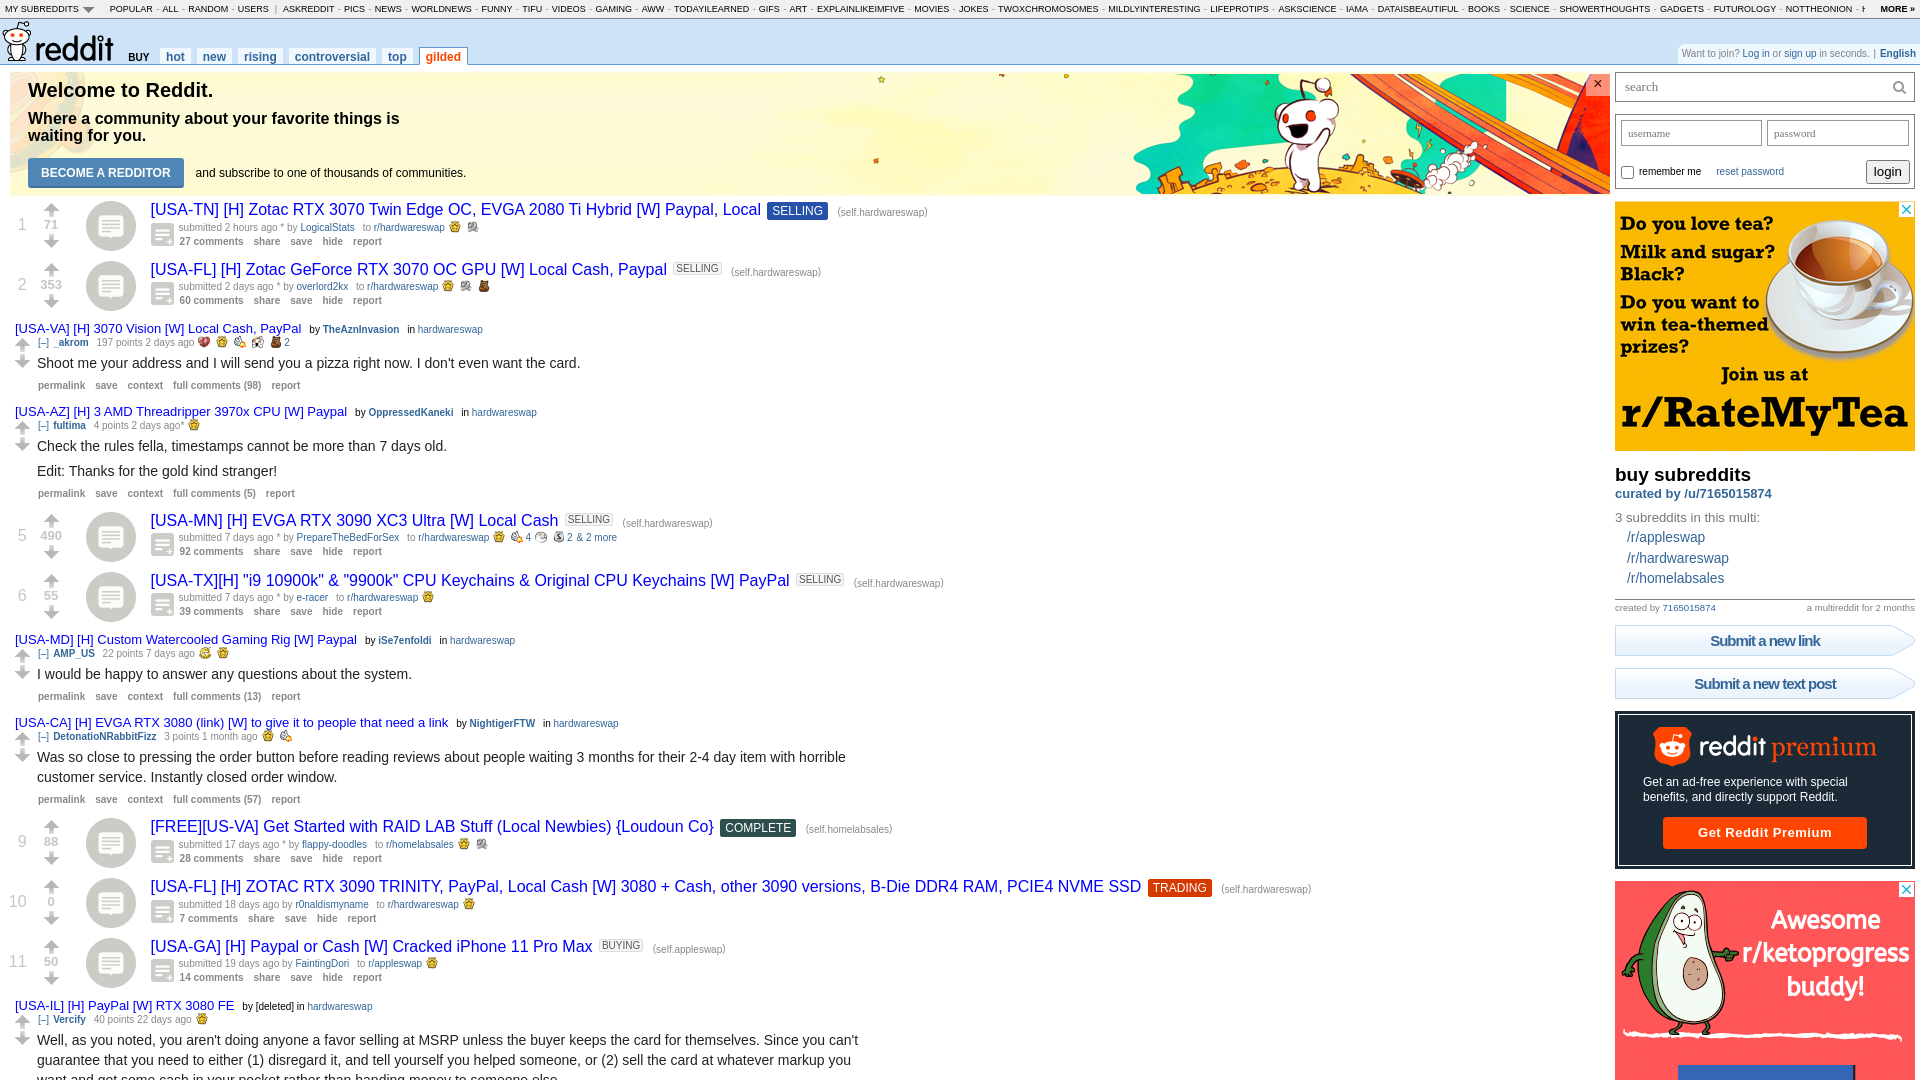 MY SUBREDDITS POPULAR - ALL - RANDOM - USERS | ASKREDDIT - PICS - NEWS - WORLDNEWS - FUNNY - TIFU - VIDEOS - GAMING - AWW - TODAYILEARNED - GIFS - ART - EXPLAINLIKEIMFIVE - MOVIES - JOKES - TWOXCHROMOSOMES - MILDLYINTERESTING - LIFEPROTIPS - ASKSCIENCE - IAMA - DATAISBEAUTIFUL - BOOKS - SCIENCE - SHOWERTHOUGHTS - GADGETS - FUTUROLOGY - NOTTHEONION - MORE »
reddit BUY hot new rising controversial top gilded
Want to join? Log in or sign up in seconds. | English
Welcome to Reddit.
Where a community about your favorite things is
waiting for you.
BECOME A REDDITOR and subscribe to one of thousands of communities.
×
1 71 [USA-TN] [H] Zotac RTX 3070 Twin Edge OC, EVGA 2080 Ti Hybrid [W] Paypal, Local SELLING (self.hardwareswap)
submitted 2 hours ago * by LogicalStats to r/hardwareswap
27 comments share save hide report
2 353 [USA-FL] [H] Zotac GeForce RTX 3070 OC GPU [W] Local Cash, Paypal SELLING (self.hardwareswap)
submitted 2 days ago * by overlord2kx to r/hardwareswap
60 comments share save hide report
[USA-VA] [H] 3070 Vision [W] Local Cash, PayPal by TheAznInvasion in hardwareswap
[–] _akrom 197 points 2 days ago 2
Shoot me your address and I will send you a pizza right now. I don't even want the card.
permalink save context full comments (98) report
[USA-AZ] [H] 3 AMD Threadripper 3970x CPU [W] Paypal by OppressedKaneki in hardwareswap
[–] fultima 4 points 2 days ago*
Check the rules fella, timestamps cannot be more than 7 days old.
Edit: Thanks for the gold kind stranger!
permalink save context full comments (5) report
5 490 [USA-MN] [H] EVGA RTX 3090 XC3 Ultra [W] Local Cash SELLING (self.hardwareswap)
submitted 7 days ago * by PrepareTheBedForSex to r/hardwareswap 4 2 & 2 more
92 comments share save hide report
6 55 [USA-TX][H] "i9 10900k" & "9900k" CPU Keychains & Original CPU Keychains [W] PayPal SELLING (self.hardwareswap)
submitted 7 days ago * by e-racer to r/hardwareswap
39 comments share save hide report
[USA-MD] [H] Custom Watercooled Gaming Rig [W] Paypal by iSe7enfoldi in hardwareswap
[–] AMP_US 22 points 7 days ago
I would be happy to answer any questions about the system.
permalink save context full comments (13) report
[USA-CA] [H] EVGA RTX 3080 (link) [W] to give it to people that need a link by NightigerFTW in hardwareswap
[–] DetonatioNRabbitFizz 3 points 1 month ago
Was so close to pressing the order button before reading reviews about people waiting 3 months for their 2-4 day item with horrible
customer service. Instantly closed order window.
permalink save context full comments (57) report
9 88 [FREE][US-VA] Get Started with RAID LAB Stuff (Local Newbies) {Loudoun Co} COMPLETE (self.homelabsales)
submitted 17 days ago * by flappy-doodles to r/homelabsales
28 comments share save hide report
10 0 [USA-FL] [H] ZOTAC RTX 3090 TRINITY, PayPal, Local Cash [W] 3080 + Cash, other 3090 versions, B-Die DDR4 RAM, PCIE4 NVME SSD TRADING (self.hardwareswap)
submitted 18 days ago by r0naldismyname to r/hardwareswap
7 comments share save hide report
11 50 [USA-GA] [H] Paypal or Cash [W] Cracked iPhone 11 Pro Max BUYING (self.appleswap)
submitted 19 days ago by FaintingDori to r/appleswap
14 comments share save hide report
[USA-IL] [H] PayPal [W] RTX 3080 FE by [deleted] in hardwareswap
[–] Vercify 40 points 22 days ago
Well, as you noted, you aren't doing anyone a favor selling at MSRP unless the buyer keeps the card for themselves. Since you can't
guarantee that you need to either (1) disregard it, and tell yourself you helped someone, or (2) sell the card at whatever markup you
want and get some cash in your pocket rather than handing money to someone else.
search
username password
remember me reset password login
Do you love tea?
Milk and sugar?
Black?
Do you want to
win tea-themed
prizes?
Join us at
r/RateMyTea
buy subreddits
curated by /u/7165015874
3 subreddits in this multi:
/r/appleswap
/r/hardwareswap
/r/homelabsales
created by 7165015874 a multireddit for 2 months
Submit a new link
Submit a new text post
reddit premium
Get an ad-free experience with special
benefits, and directly support Reddit.
Get Reddit Premium
Awesome
r/ketoprogress
buddy!